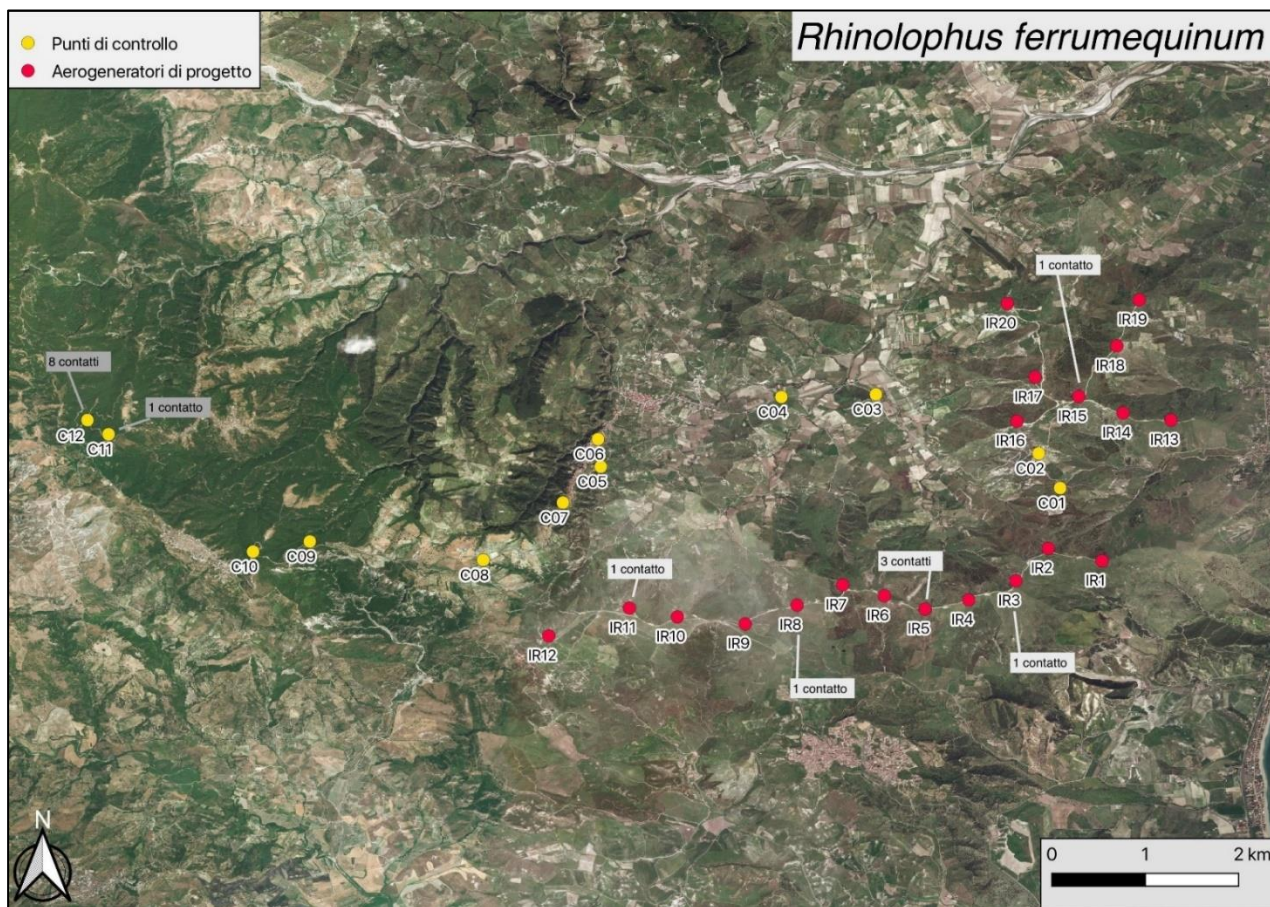 Punti di controllo
Aerogeneratori di progetto
Rhinolophus ferrumequinum
1 contatto
IR20
IR19
IR18
8 contatti
IR17
1 contatto
C04
C03
IR15
C12
IR14
C11
IR16
IR13
C06
C02
C05
C01
C07
C09
C10
C08
IR2
1 contatto
3 contatti
IR1
IR7
IR3
IR6
IR4
IR11
IR8
IR5
IR10
IR9
IR12
1 contatto
1 contatto
N
0 1 2 km